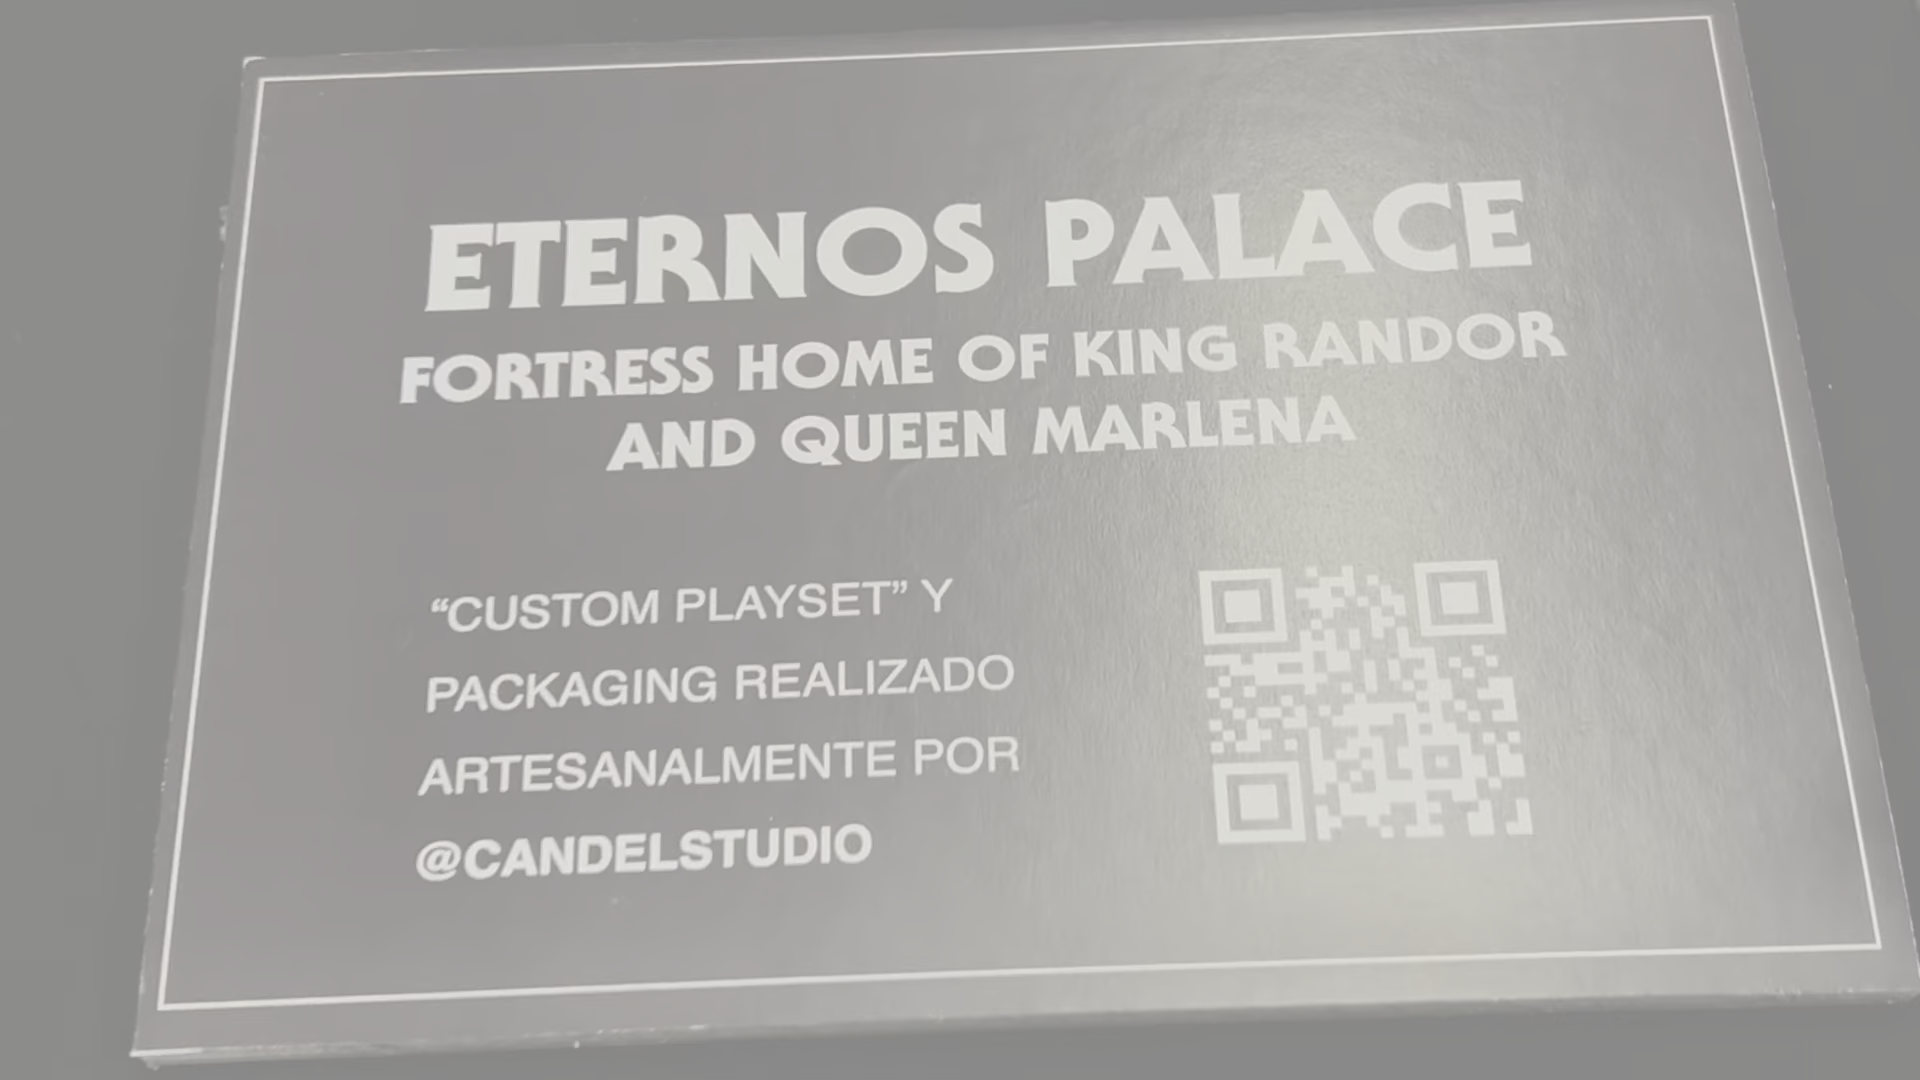 ETERNOS PALACE
FORTRESS HOME OF KING RANDOR
AND QUEEN MARLENA
“CUSTOM PLAYSET” Y
PACKAGING REALIZADO
ARTESANALMENTE POR
@CANDELSTUDIO